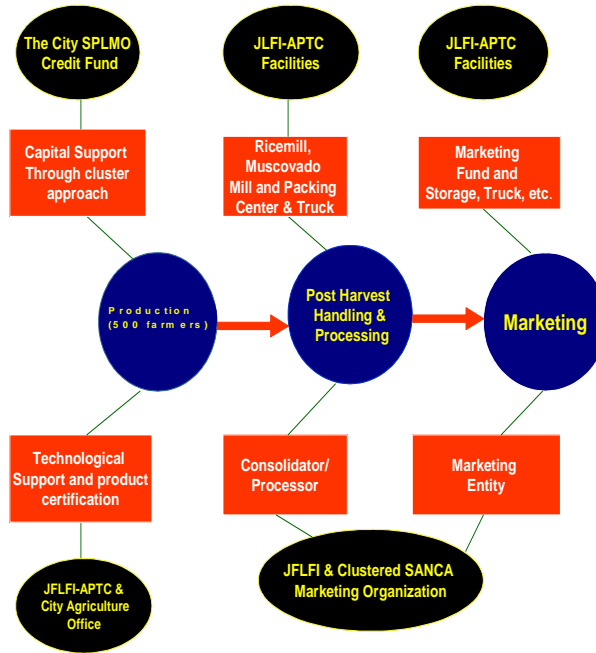 The City SPLMO
Credit Fund
JLFI-APTC
Facilities
JLFI-APTC
Facilities
Capital Support
Through cluster
approach
Ricemill,
Muscovado
Mill and Packing
Center & Truck
Marketing
Fund and
Storage, Truck, etc.
Production
(500 farmers)
Post Harvest
Handling &
Processing
Marketing
Technological
Support and product
certification
Consolidator/
Processor
Marketing
Entity
JFLFI-APTC &
City Agriculture
Office
JFLFI & Clustered SANCA
Marketing Organization